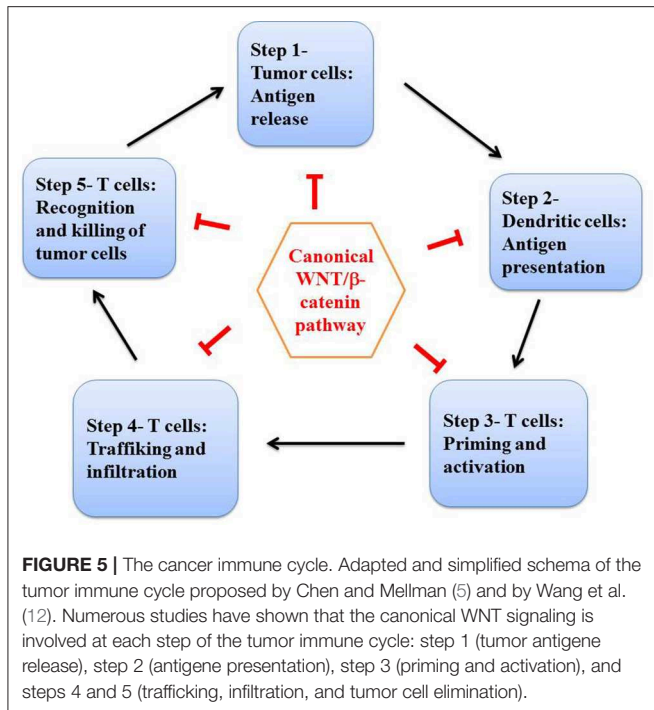 Step 1-
Tumor cells:
Antigen
release
Step 2-
Dendritic cells:
Antigen
presentation
Step 3- T cells:
Priming and
activation
Step 4- T cells:
Traffiking and
infiltration
Step 5- T cells:
Recognition
and killing of
tumor cells
Canonical
WNT/β-
catenin
pathway
FIGURE 5 | The cancer immune cycle. Adapted and simplified schema of the
tumor immune cycle proposed by Chen and Mellman (5) and by Wang et al.
(12). Numerous studies have shown that the canonical WNT signaling is
involved at each step of the tumor immune cycle: step 1 (tumor antigene
release), step 2 (antigene presentation), step 3 (priming and activation), and
steps 4 and 5 (trafficking, infiltration, and tumor cell elimination).